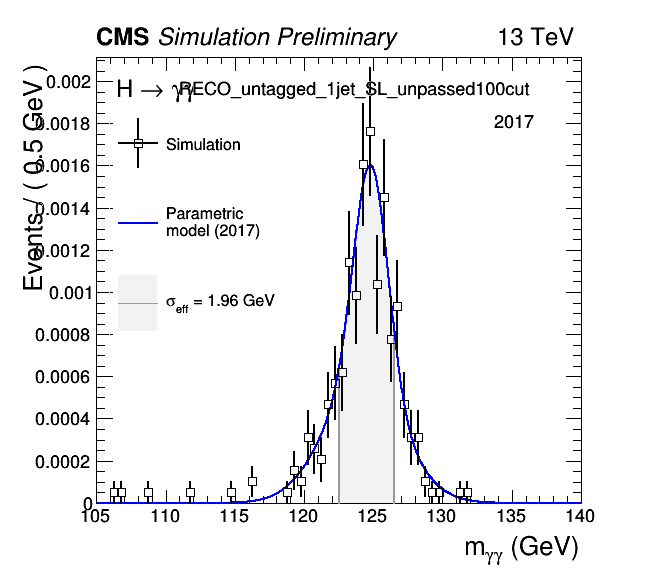 CMS Simulation Preliminary 13 TeV
H → γγ RECO_untagged_1jet_SL_unpassed100cut
2017
Simulation
Parametric
model (2017)
σeff = 1.96 GeV
Events / ( 0.5 GeV )
0.002
0.0018
0.0016
0.0014
0.0012
0.001
0.0008
0.0006
0.0004
0.0002
0
105 110 115 120 125 130 135 140
mγγ (GeV)